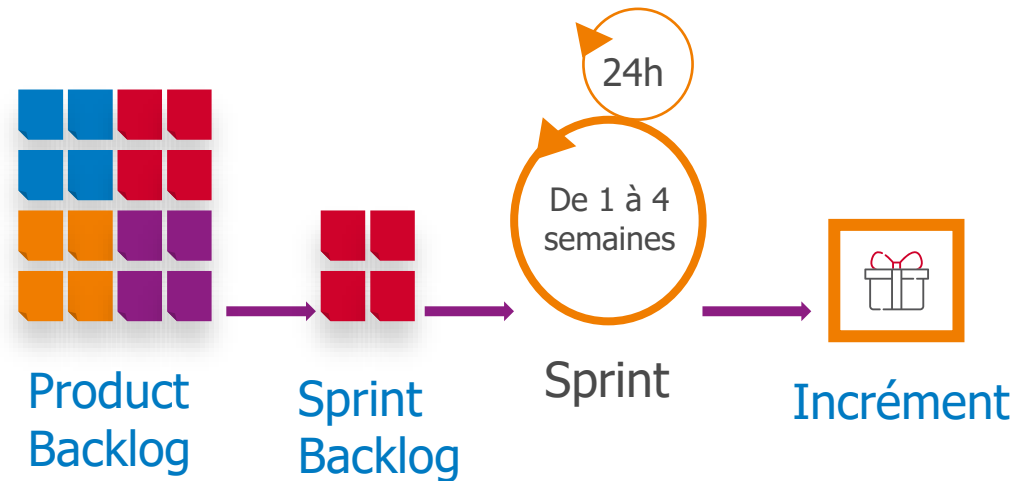 24h
De 1 à 4
semaines
Product
Backlog
Sprint
Backlog
Sprint
Incrément